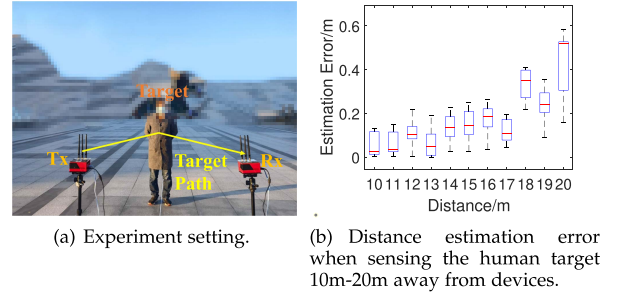 Target
Tx
Target
Path
Rx
(a) Experiment setting.
Estimation Error/m
0.6
0.4
0.2
0
10 11 12 13 14 15 16 17 18 19 20
Distance/m
(b) Distance estimation error
when sensing the human target
10m-20m away from devices.